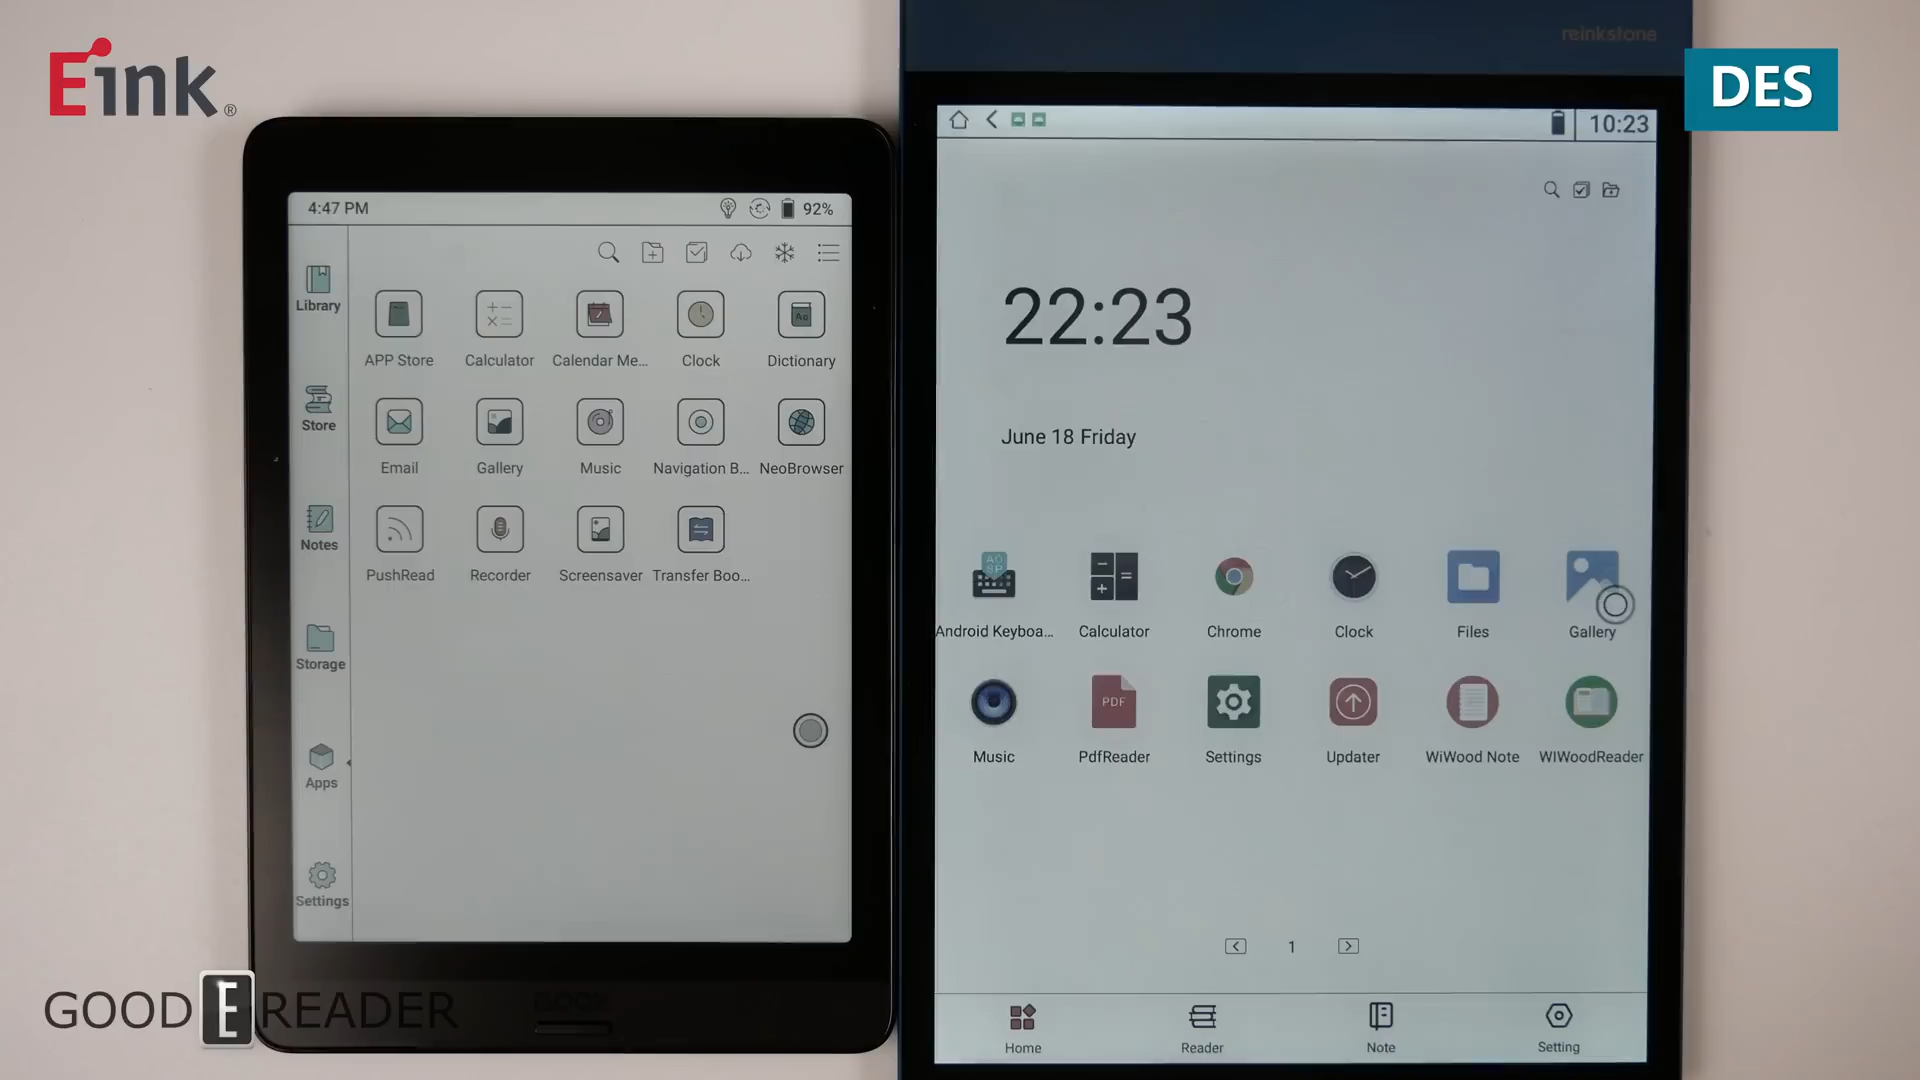 Eink®
reinkstone
DES
4:47 PM
92%
Library
Store
Notes
Storage
Apps
Settings
APP Store
Calculator
Calendar Me...
Clock
Dictionary
Aa
Email
Gallery
Music
Navigation B...
NeoBrowser
PushRead
Recorder
Screensaver
Transfer Boo...
BOOX
10:23
22:23
June 18 Friday
Android Keyboa...
Calculator
Chrome
Clock
Files
Gallery
PDF
Music
PdfReader
Settings
Updater
WiWood Note
WIWoodReader
1
Home
Reader
Note
Setting
GOOD E READER